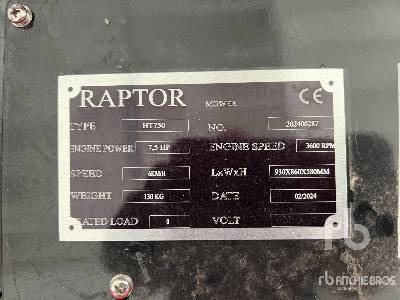 RAPTOR MOWER CE
TYPE HT750 NO. 202400287
ENGINE POWER 7,5 HP ENGINE SPEED 3600 RPM
SPEED 6KMH LxWxH 930X860X580MM
WEIGHT 130 KG DATE 02/2024
RATED LOAD 0 VOLT
rb
RITCHIE BROS.